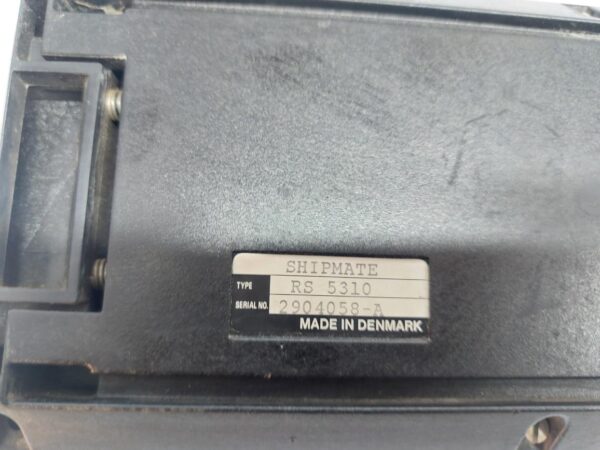 SHIPMATE
TYPE RS 5310
SERIAL NO. 2904058-A
MADE IN DENMARK